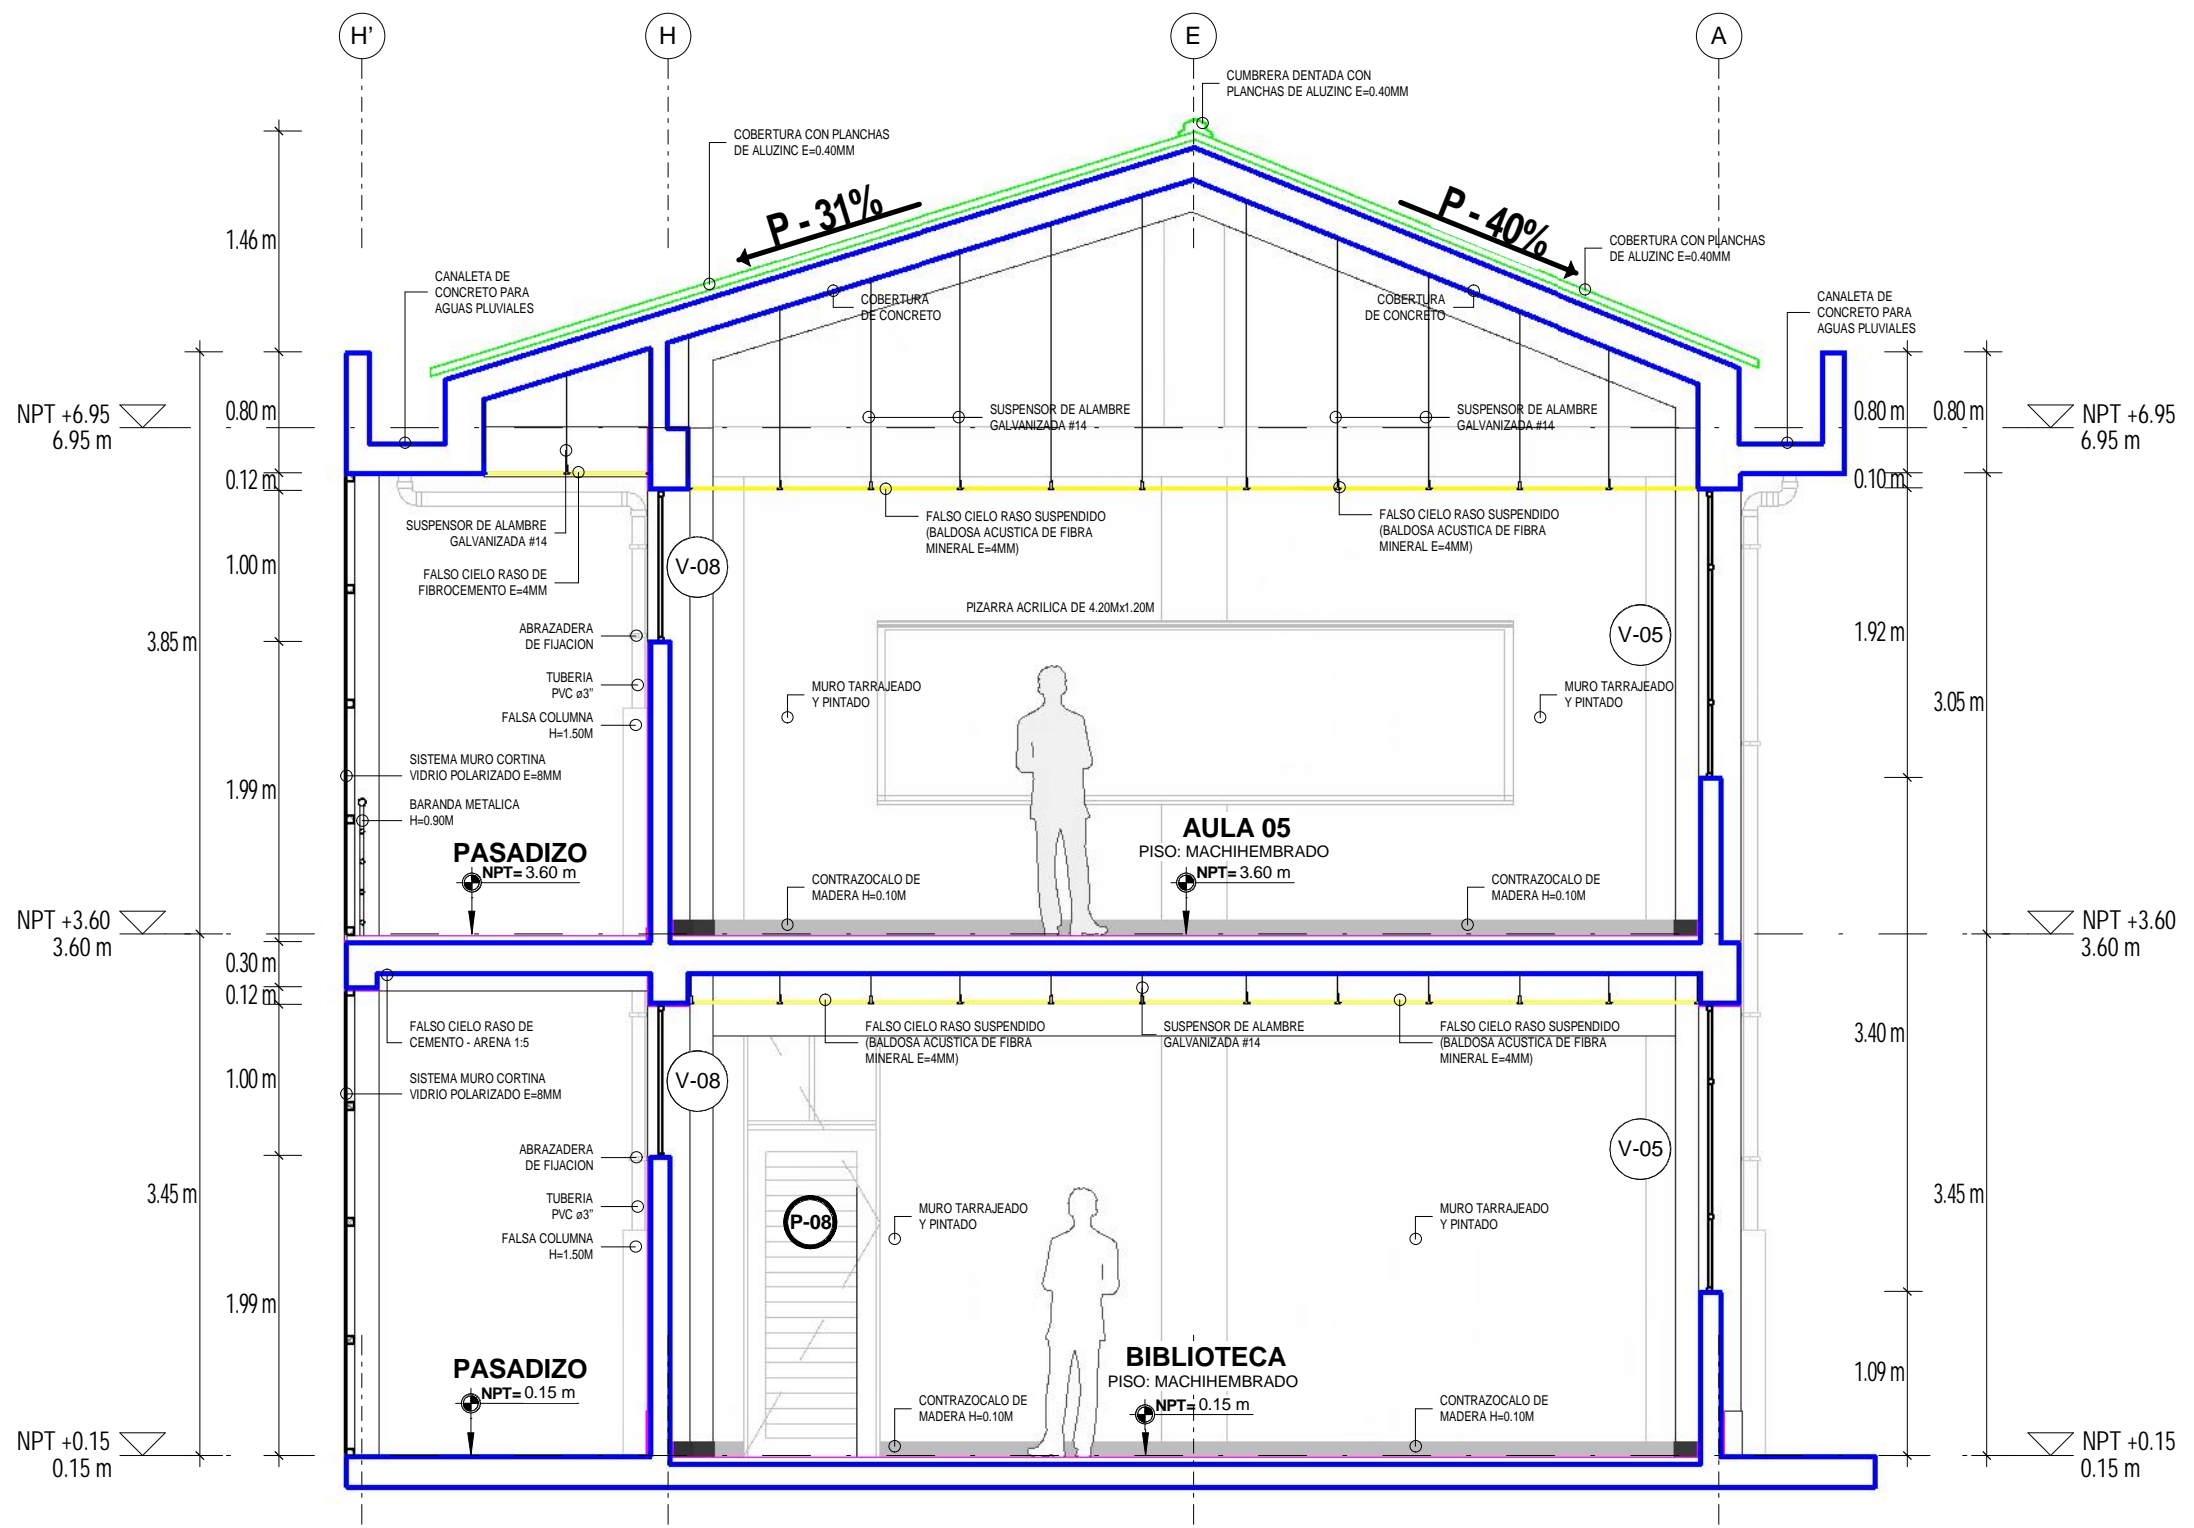 H'
H
E
A
CUMBRERA DENTADA CON
PLANCHAS DE ALUZINC E=0.40MM
COBERTURA CON PLANCHAS
DE ALUZINC E=0.40MM
P - 31%
P - 40%
COBERTURA CON PLANCHAS
DE ALUZINC E=0.40MM
1.46 m
CANALETA DE
CONCRETO PARA
AGUAS PLUVIALES
COBERTURA
DE CONCRETO
COBERTURA
DE CONCRETO
CANALETA DE
CONCRETO PARA
AGUAS PLUVIALES
NPT +6.95
6.95 m
0.80 m
SUSPENSOR DE ALAMBRE
GALVANIZADA #14
SUSPENSOR DE ALAMBRE
GALVANIZADA #14
0.80 m
0.80 m
NPT +6.95
6.95 m
0.12 m
0.10 m
SUSPENSOR DE ALAMBRE
GALVANIZADA #14
FALSO CIELO RASO SUSPENDIDO
(BALDOSA ACUSTICA DE FIBRA
MINERAL E=4MM)
FALSO CIELO RASO SUSPENDIDO
(BALDOSA ACUSTICA DE FIBRA
MINERAL E=4MM)
1.00 m
V-08
FALSO CIELO RASO DE
FIBROCEMENTO E=4MM
PIZARRA ACRILICA DE 4.20Mx1.20M
3.85 m
ABRAZADERA
DE FIJACION
V-05
1.92 m
TUBERIA
PVC ø3"
MURO TARRAJEADO
Y PINTADO
MURO TARRAJEADO
Y PINTADO
3.05 m
FALSA COLUMNA
H=1.50M
SISTEMA MURO CORTINA
VIDRIO POLARIZADO E=8MM
1.99 m
BARANDA METALICA
H=0.90M
PASADIZO
NPT= 3.60 m
AULA 05
PISO: MACHIHEMBRADO
NPT= 3.60 m
CONTRAZOCALO DE
MADERA H=0.10M
CONTRAZOCALO DE
MADERA H=0.10M
NPT +3.60
3.60 m
NPT +3.60
3.60 m
0.30 m
0.12 m
FALSO CIELO RASO DE
CEMENTO - ARENA 1:5
FALSO CIELO RASO SUSPENDIDO
(BALDOSA ACUSTICA DE FIBRA
MINERAL E=4MM)
SUSPENSOR DE ALAMBRE
GALVANIZADA #14
FALSO CIELO RASO SUSPENDIDO
(BALDOSA ACUSTICA DE FIBRA
MINERAL E=4MM)
3.40 m
1.00 m
SISTEMA MURO CORTINA
VIDRIO POLARIZADO E=8MM
V-08
V-05
ABRAZADERA
DE FIJACION
3.45 m
TUBERIA
PVC ø3"
P-08
MURO TARRAJEADO
Y PINTADO
MURO TARRAJEADO
Y PINTADO
3.45 m
FALSA COLUMNA
H=1.50M
1.99 m
PASADIZO
NPT= 0.15 m
BIBLIOTECA
PISO: MACHIHEMBRADO
NPT= 0.15 m
1.09 m
CONTRAZOCALO DE
MADERA H=0.10M
CONTRAZOCALO DE
MADERA H=0.10M
NPT +0.15
0.15 m
NPT +0.15
0.15 m